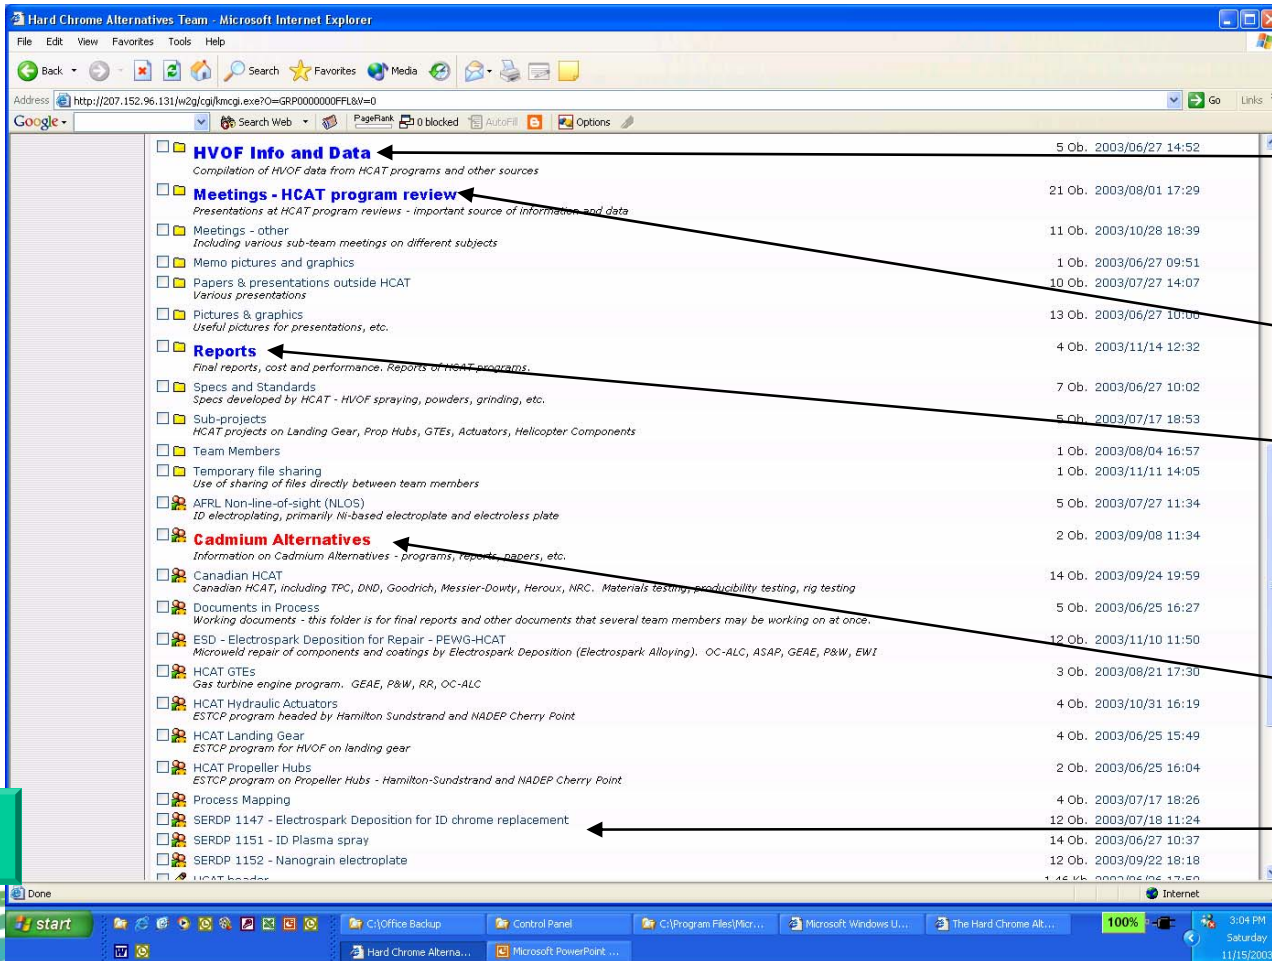 Hard Chrome Alternatives Team - Microsoft Internet Explorer
File Edit View Favorites Tools Help
Back Search Favorites Media
Address http://207.152.96.131/w2g/cgi/kmcgi.exe?O=GRP0000000FFL&V=0 Go Links
Google Search Web PageRank 0 blocked AutoFill Options
HVOF Info and Data 5 Ob. 2003/06/27 14:52
Compilation of HVOF data from HCAT programs and other sources
Meetings - HCAT program review 21 Ob. 2003/08/01 17:29
Presentations at HCAT program reviews - important source of information and data
Meetings - other 11 Ob. 2003/10/28 18:39
Including various sub-team meetings on different subjects
Memo pictures and graphics 1 Ob. 2003/06/27 09:51
Papers & presentations outside HCAT 10 Ob. 2003/07/27 14:07
Various presentations
Pictures & graphics 13 Ob. 2003/06/27 10:06
Useful pictures for presentations, etc.
Reports 4 Ob. 2003/11/14 12:32
Final reports, cost and performance. Reports of HCAT programs.
Specs and Standards 7 Ob. 2003/06/27 10:02
Specs developed by HCAT - HVOF spraying, powders, grinding, etc.
Sub-projects 5 Ob. 2003/07/17 18:53
HCAT projects on Landing Gear, Prop Hubs, GTEs, Actuators, Helicopter Components
Team Members 1 Ob. 2003/08/04 16:57
Temporary file sharing 1 Ob. 2003/11/11 14:05
Use of sharing of files directly between team members
AFRL Non-line-of-sight (NLOS) 5 Ob. 2003/07/27 11:34
ID electroplating, primarily Ni-based electroplate and electroless plate
Cadmium Alternatives 2 Ob. 2003/09/08 11:34
Information on Cadmium Alternatives - programs, reports, papers, etc.
Canadian HCAT 14 Ob. 2003/09/24 19:59
Canadian HCAT, including TPC, DND, Goodrich, Messier-Dowty, Heroux, NRC. Materials testing, producibility testing, rig testing
Documents in Process 5 Ob. 2003/06/25 16:27
Working documents - this folder is for final reports and other documents that several team members may be working on at once.
ESD - Electrospark Deposition for Repair - PEWG-HCAT 12 Ob. 2003/11/10 11:50
Microweld repair of components and coatings by Electrospark Deposition (Electrospark Alloying). OC-ALC, ASAP, GEAE, P&W, EWI
HCAT GTEs 3 Ob. 2003/08/21 17:30
Gas turbine engine program. GEAE, P&W, RR, OC-ALC
HCAT Hydraulic Actuators 4 Ob. 2003/10/31 16:19
ESTCP program headed by Hamilton Sundstrand and NADEP Cherry Point
HCAT Landing Gear 4 Ob. 2003/06/25 15:49
ESTCP program for HVOF on landing gear
HCAT Propeller Hubs 2 Ob. 2003/06/25 16:04
ESTCP program on Propeller Hubs - Hamilton-Sundstrand and NADEP Cherry Point
Process Mapping 4 Ob. 2003/07/17 18:26
SERDP 1147 - Electrospark Deposition for ID chrome replacement 12 Ob. 2003/07/18 11:24
SERDP 1151 - ID Plasma spray 14 Ob. 2003/06/27 10:37
SERDP 1152 - Nanograin electroplate 12 Ob. 2003/09/22 18:18
HCAT header
Done Internet
start C:\Office Backup Control Panel C:\Program Files\Micr... Microsoft Windows U... The Hard Chrome Alt... 100% 3:04 PM
Saturday
Hard Chrome Alterna... Microsoft PowerPoint ... 11/15/2003